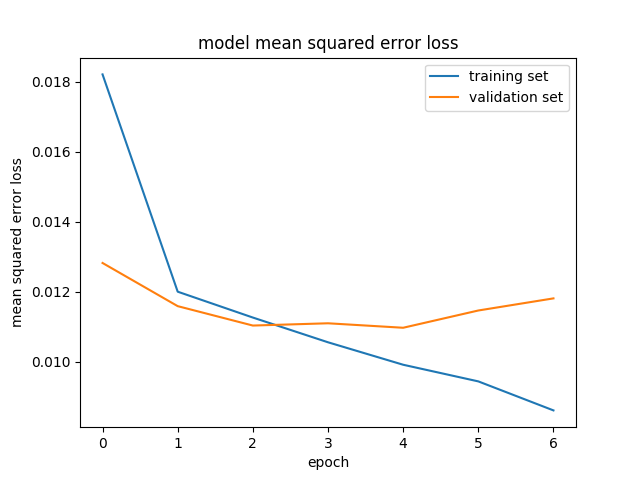 model mean squared error loss
training set
validation set
mean squared error loss
0.018
0.016
0.014
0.012
0.010
0 1 2 3 4 5 6
epoch